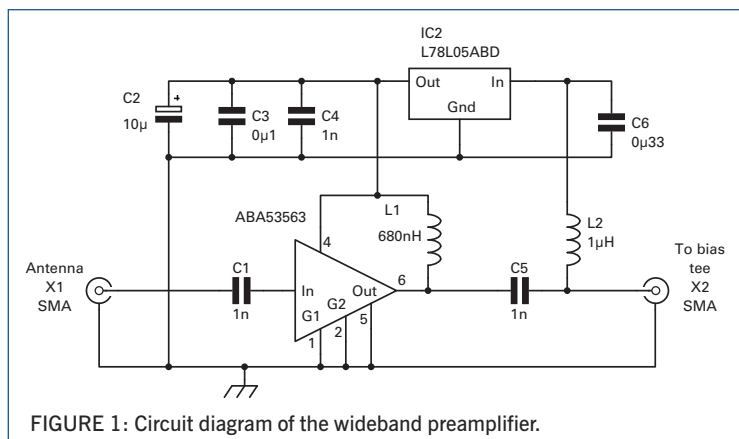 IC2
L78L05ABD
Out
In
Gnd
C2
+
10µ
C3
0µ1
C4
1n
C6
0µ33
ABA53563
L1
680nH
4
L2
1µH
Antenna
X1
SMA
C1
1n
In
G1
G2
Out
1
2
5
6
C5
1n
To bias
tee
X2
SMA
FIGURE 1: Circuit diagram of the wideband preamplifier.